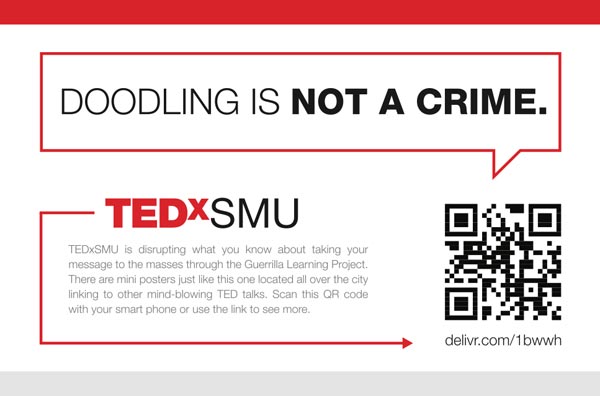 DOODLING IS NOT A CRIME.
TEDxSMU
TEDxSMU is disrupting what you know about taking your
message to the masses through the Guerrilla Learning Project.
There are mini posters just like this one located all over the city
linking to other mind-blowing TED talks. Scan this QR code
with your smart phone or use the link to see more.
delivr.com/1bwwh